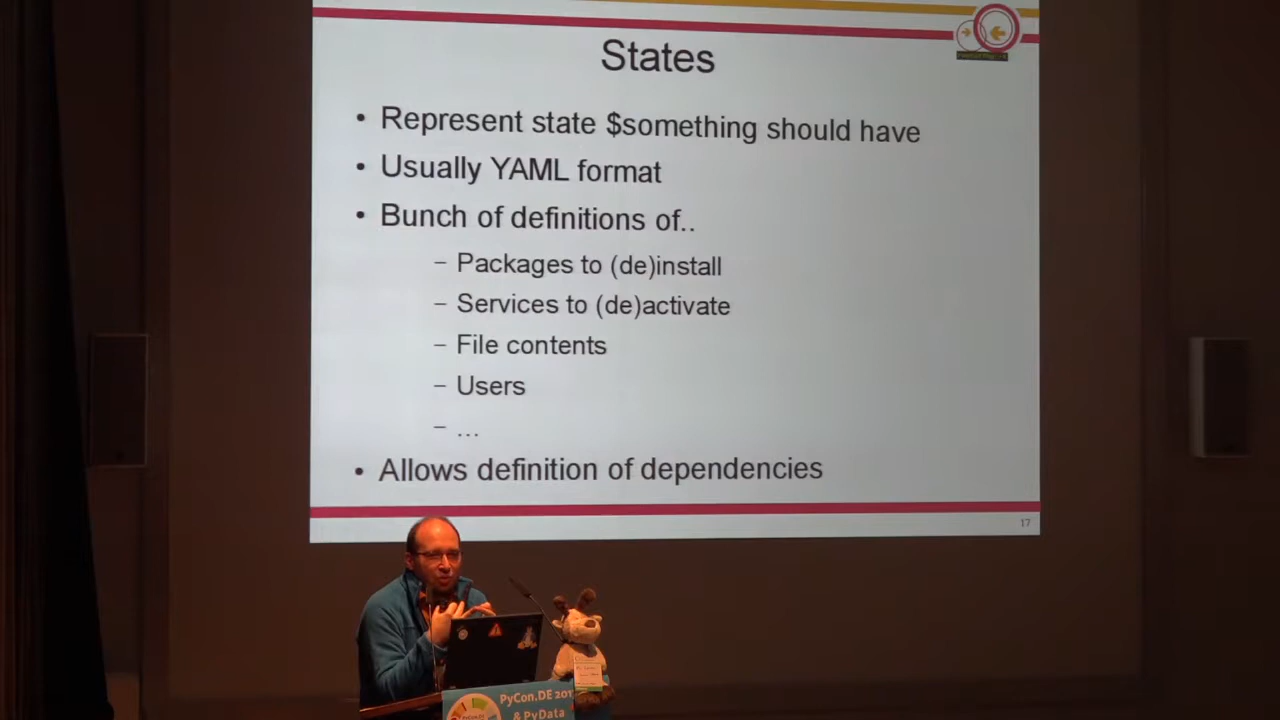 States
• Represent state $something should have
• Usually YAML format
• Bunch of definitions of..
– Packages to (de)install
– Services to (de)activate
– File contents
– Users
– ...
• Allows definition of dependencies
17
PyCon.DE 201
& PyData